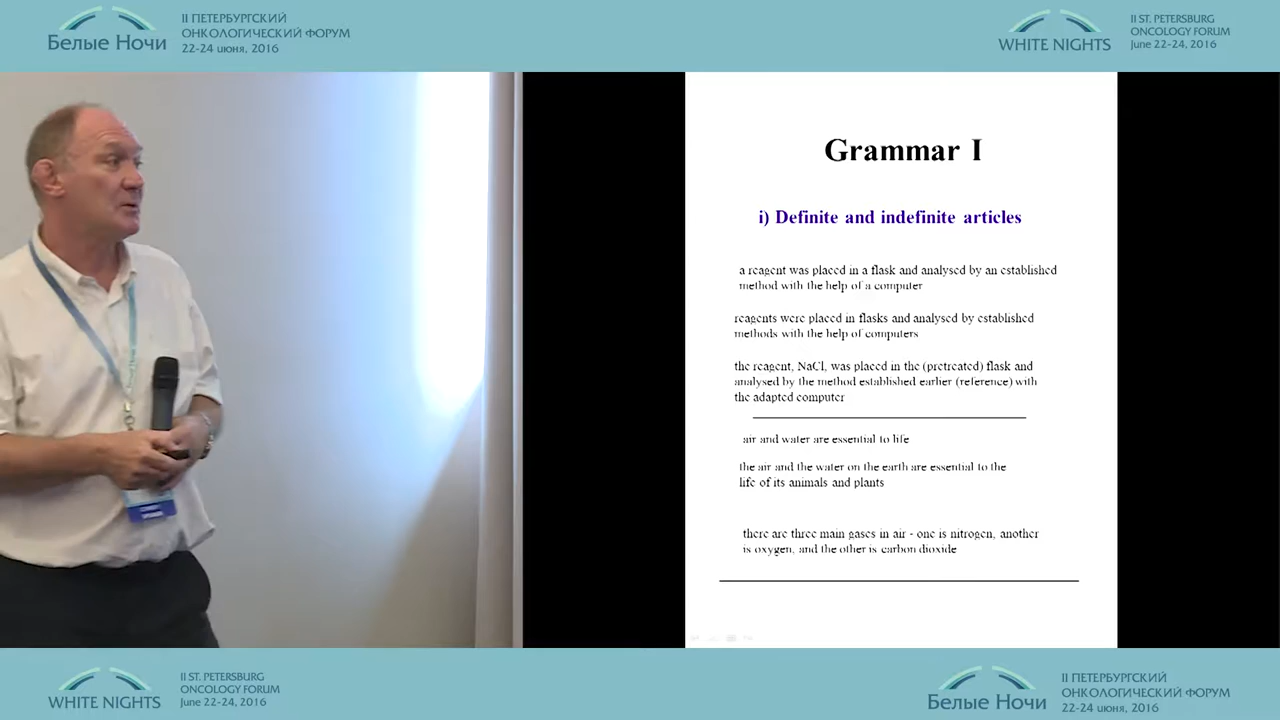 Белые Ночи
II ПЕТЕРБУРГСКИЙ
ОНКОЛОГИЧЕСКИЙ ФОРУМ
22-24 июня, 2016
WHITE NIGHTS
II ST. PETERSBURG
ONCOLOGY FORUM
June 22-24, 2016
Grammar I
i) Definite and indefinite articles
a reagent was placed in a flask and analysed by an established
method with the help of a computer
reagents were placed in flasks and analysed by established
methods with the help of computers
the reagent, NaCl, was placed in the (pretreated) flask and
analysed by the method established earlier (reference) with
the adapted computer
air and water are essential to life
the air and the water on the earth are essential to the
life of its animals and plants
there are three main gases in air - one is nitrogen, another
is oxygen, and the other is carbon dioxide
WHITE NIGHTS
II ST. PETERSBURG
ONCOLOGY FORUM
June 22-24, 2016
Белые Ночи
II ПЕТЕРБУРГСКИЙ
ОНКОЛОГИЧЕСКИЙ ФОРУМ
22-24 июня, 2016